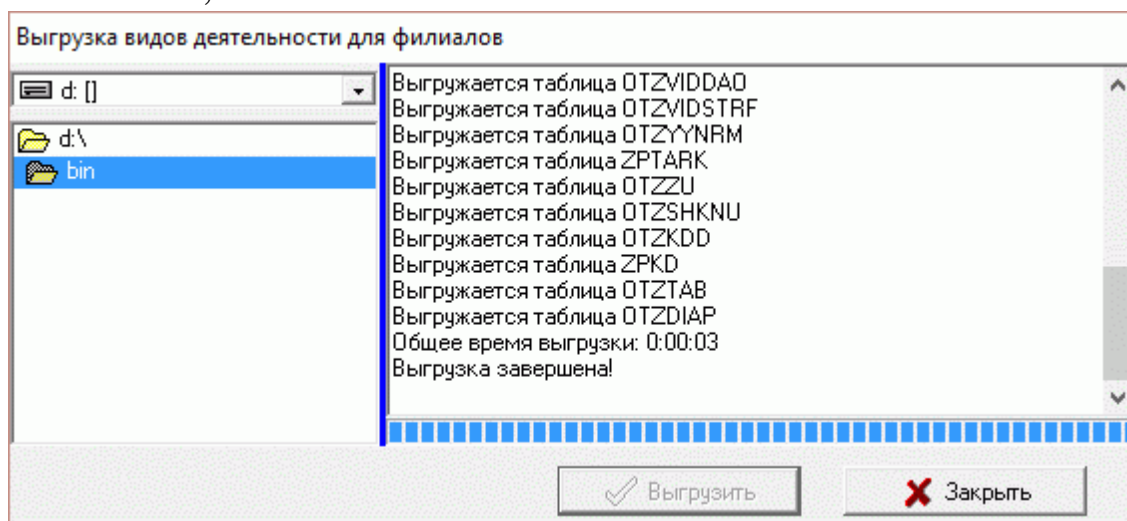 Выгрузка видов деятельности для филиалов
d: []
d:\
bin
Выгружается таблица OTZVIDDAO
Выгружается таблица OTZVIDSTRF
Выгружается таблица OTZYYNRM
Выгружается таблица ZPTARK
Выгружается таблица OTZZU
Выгружается таблица OTZSHKNU
Выгружается таблица OTZKDD
Выгружается таблица ZPKD
Выгружается таблица OTZTAB
Выгружается таблица OTZDIAP
Общее время выгрузки: 0:00:03
Выгрузка завершена!
Выгрузить
Закрыть